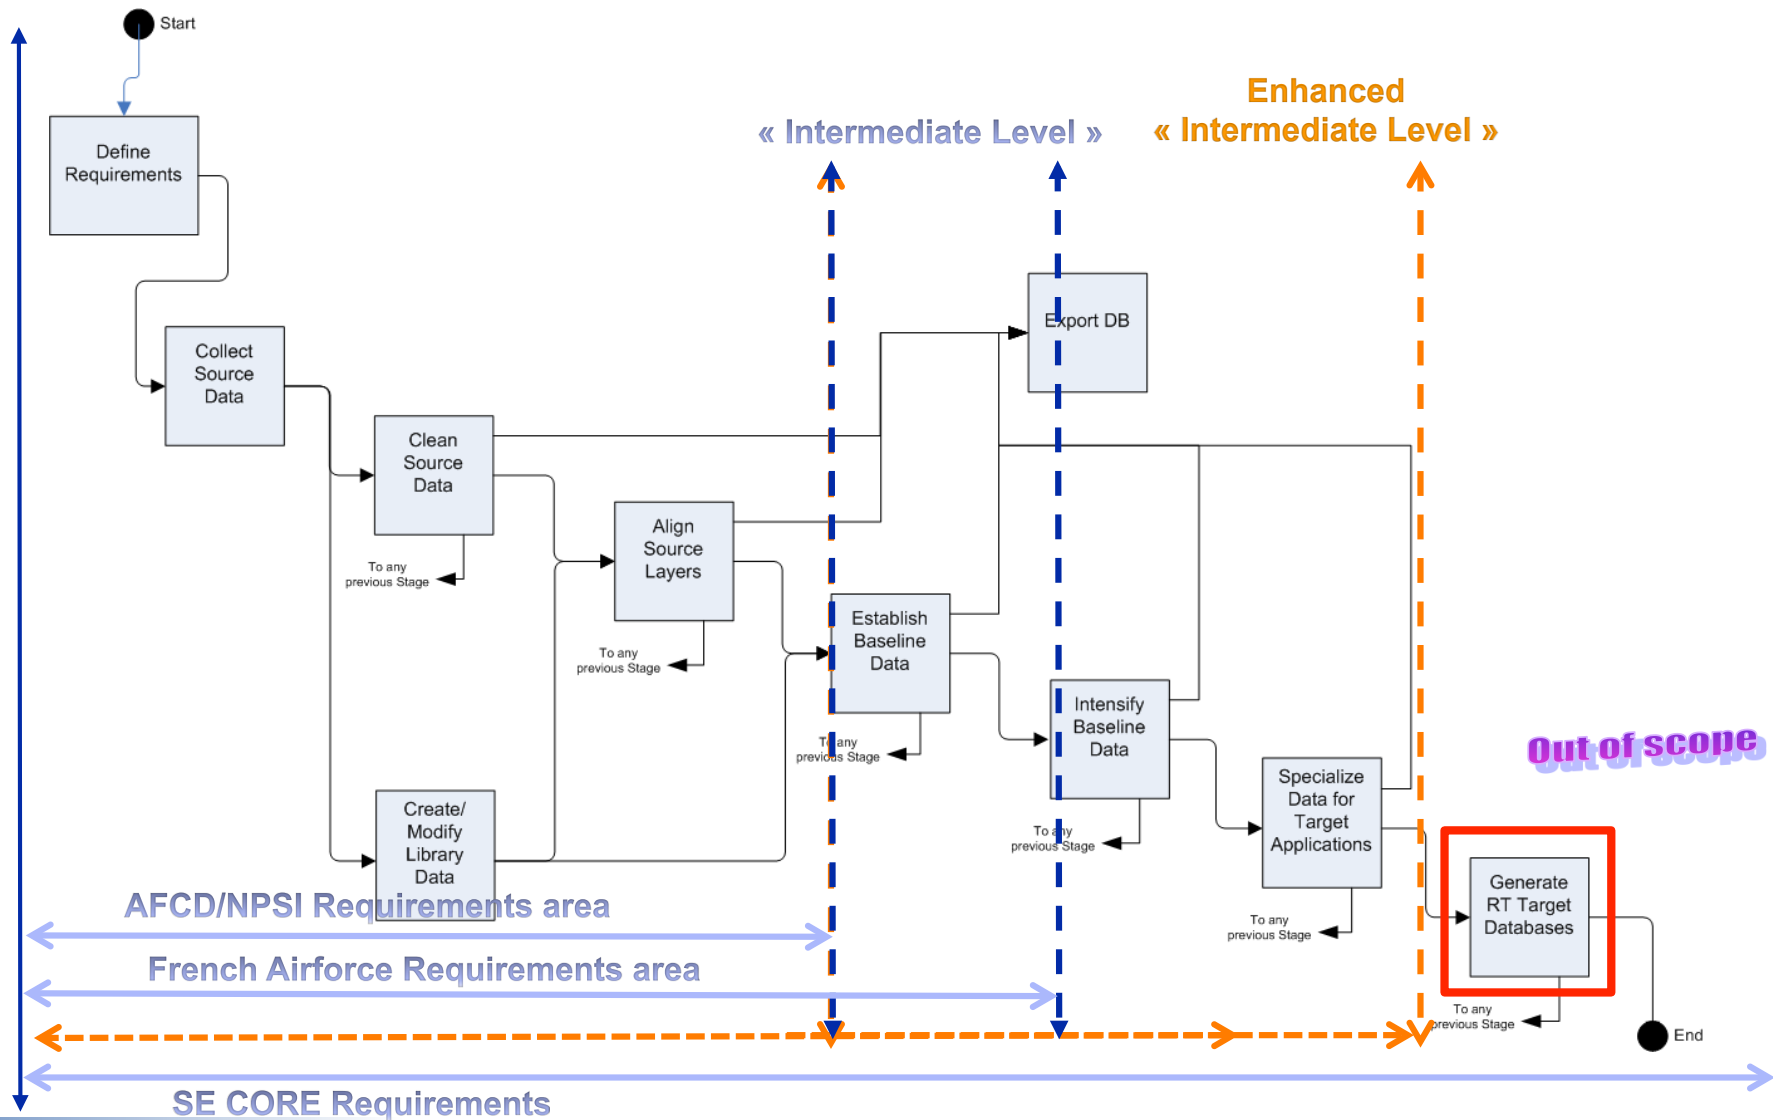 Start
Enhanced
« Intermediate Level »
« Intermediate Level »
Define
Requirements
Export DB
Collect
Source
Data
Clean
Source
Data
Align
Source
Layers
To any
previous Stage
Establish
Baseline
Data
To any
previous Stage
Intensify
Baseline
Data
To any
previous Stage
Out of scope
Specialize
Data for
Target
Applications
Create/
Modify
Library
Data
To any
previous Stage
Generate
RT Target
Databases
AFCD/NPSI Requirements area
To any
previous Stage
French Airforce Requirements area
To any
previous Stage
End
SE CORE Requirements